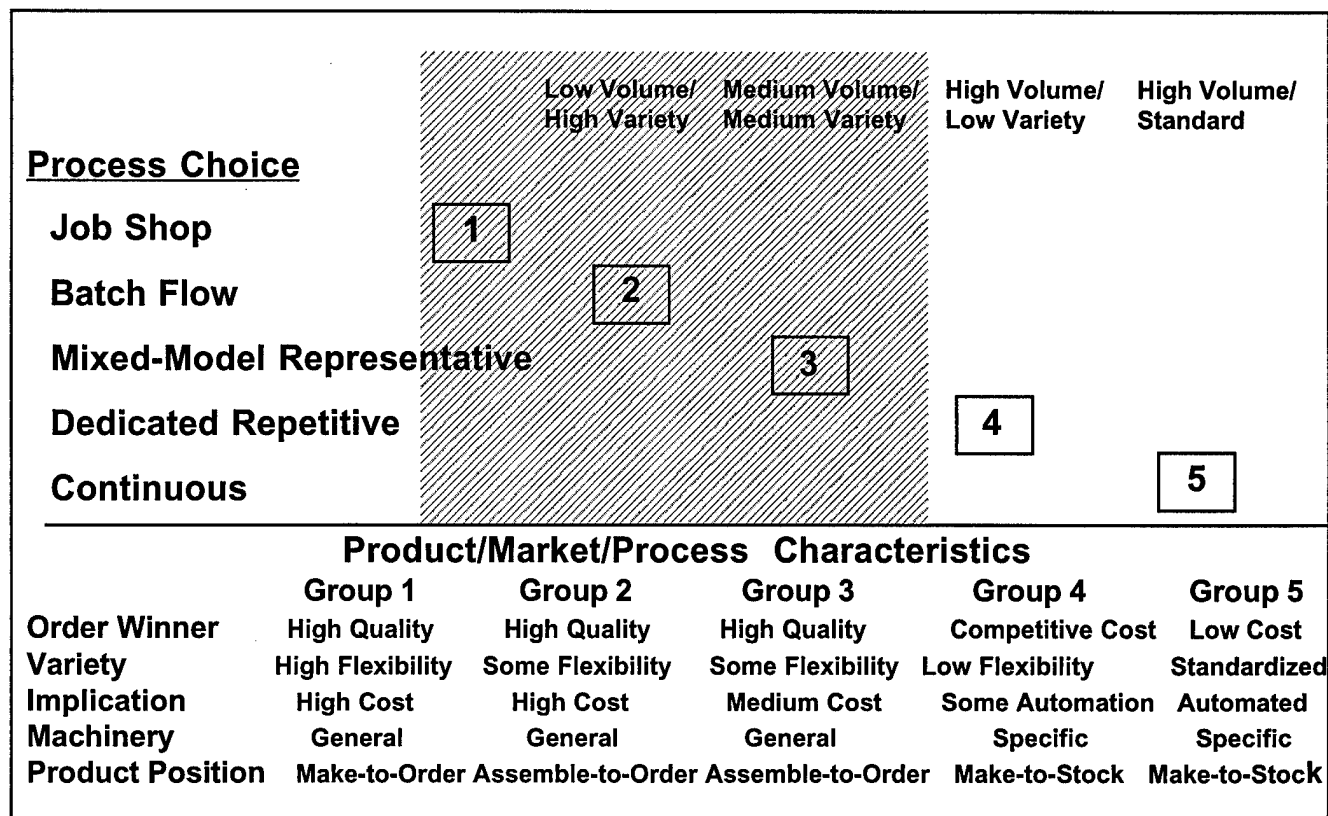 Low Volume/ Medium Volume/ High Volume/ High Volume/
High Variety Medium Variety Low Variety Standard
Process Choice
Job Shop 1
Batch Flow 2
Mixed-Model Representative 3
Dedicated Repetitive 4
Continuous 5
Product/Market/Process Characteristics
Group 1 Group 2 Group 3 Group 4 Group 5
Order Winner High Quality High Quality High Quality Competitive Cost Low Cost
Variety High Flexibility Some Flexibility Some Flexibility Low Flexibility Standardized
Implication High Cost High Cost Medium Cost Some Automation Automated
Machinery General General General Specific Specific
Product Position Make-to-Order Assemble-to-Order Assemble-to-Order Make-to-Stock Make-to-Stock